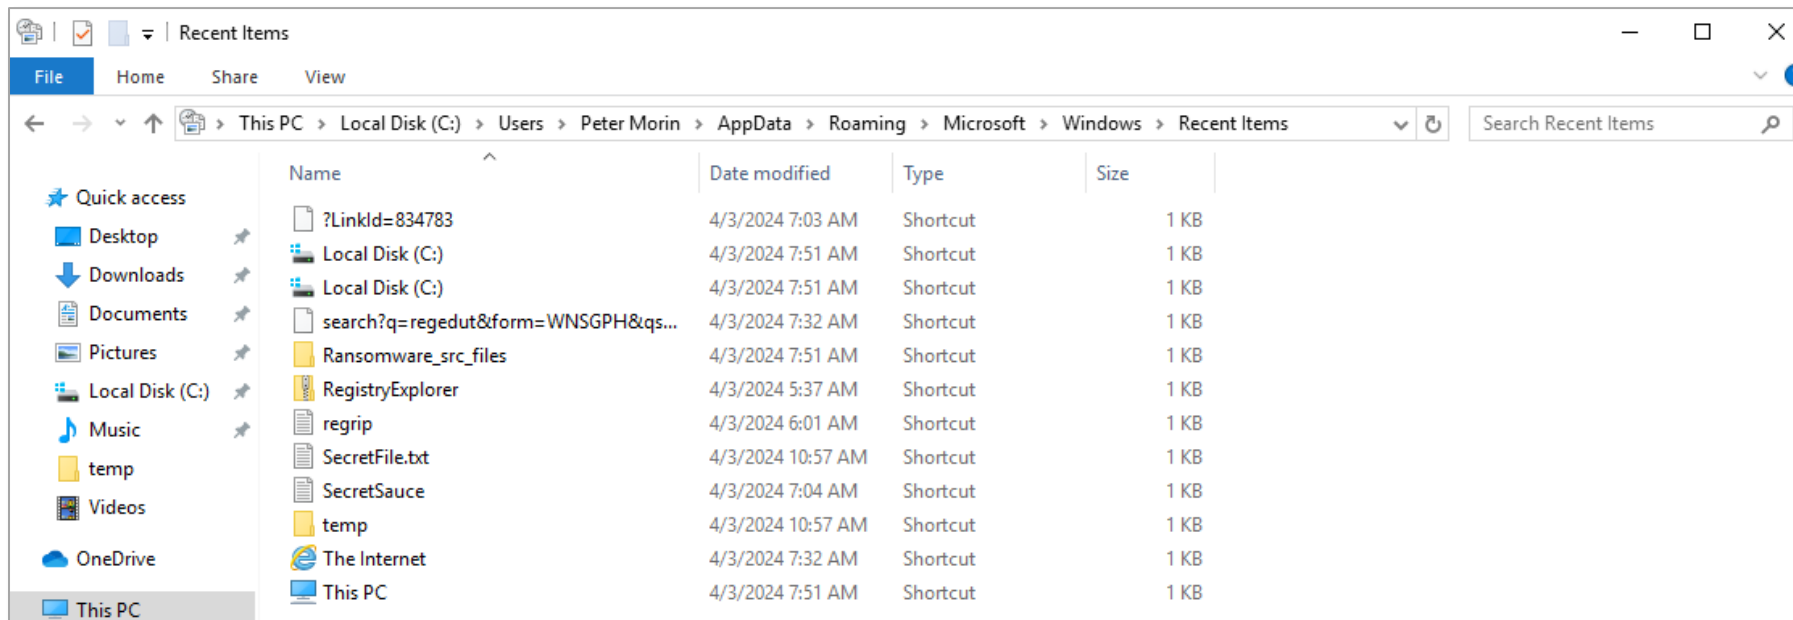 Recent Items
File Home Share View
This PC > Local Disk (C:) > Users > Peter Morin > AppData > Roaming > Microsoft > Windows > Recent Items Search Recent Items
Name Date modified Type Size
Quick access
Desktop
Downloads
Documents
Pictures
Local Disk (C:)
Music
temp
Videos
OneDrive
This PC
?LinkId=834783 4/3/2024 7:03 AM Shortcut 1 KB
Local Disk (C:) 4/3/2024 7:51 AM Shortcut 1 KB
Local Disk (C:) 4/3/2024 7:51 AM Shortcut 1 KB
search?q=regedut&form=WNSGPH&qs... 4/3/2024 7:32 AM Shortcut 1 KB
Ransomware_src_files 4/3/2024 7:51 AM Shortcut 1 KB
RegistryExplorer 4/3/2024 5:37 AM Shortcut 1 KB
regrip 4/3/2024 6:01 AM Shortcut 1 KB
SecretFile.txt 4/3/2024 10:57 AM Shortcut 1 KB
SecretSauce 4/3/2024 7:04 AM Shortcut 1 KB
temp 4/3/2024 10:57 AM Shortcut 1 KB
The Internet 4/3/2024 7:32 AM Shortcut 1 KB
This PC 4/3/2024 7:51 AM Shortcut 1 KB